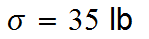 σ = 35 lb